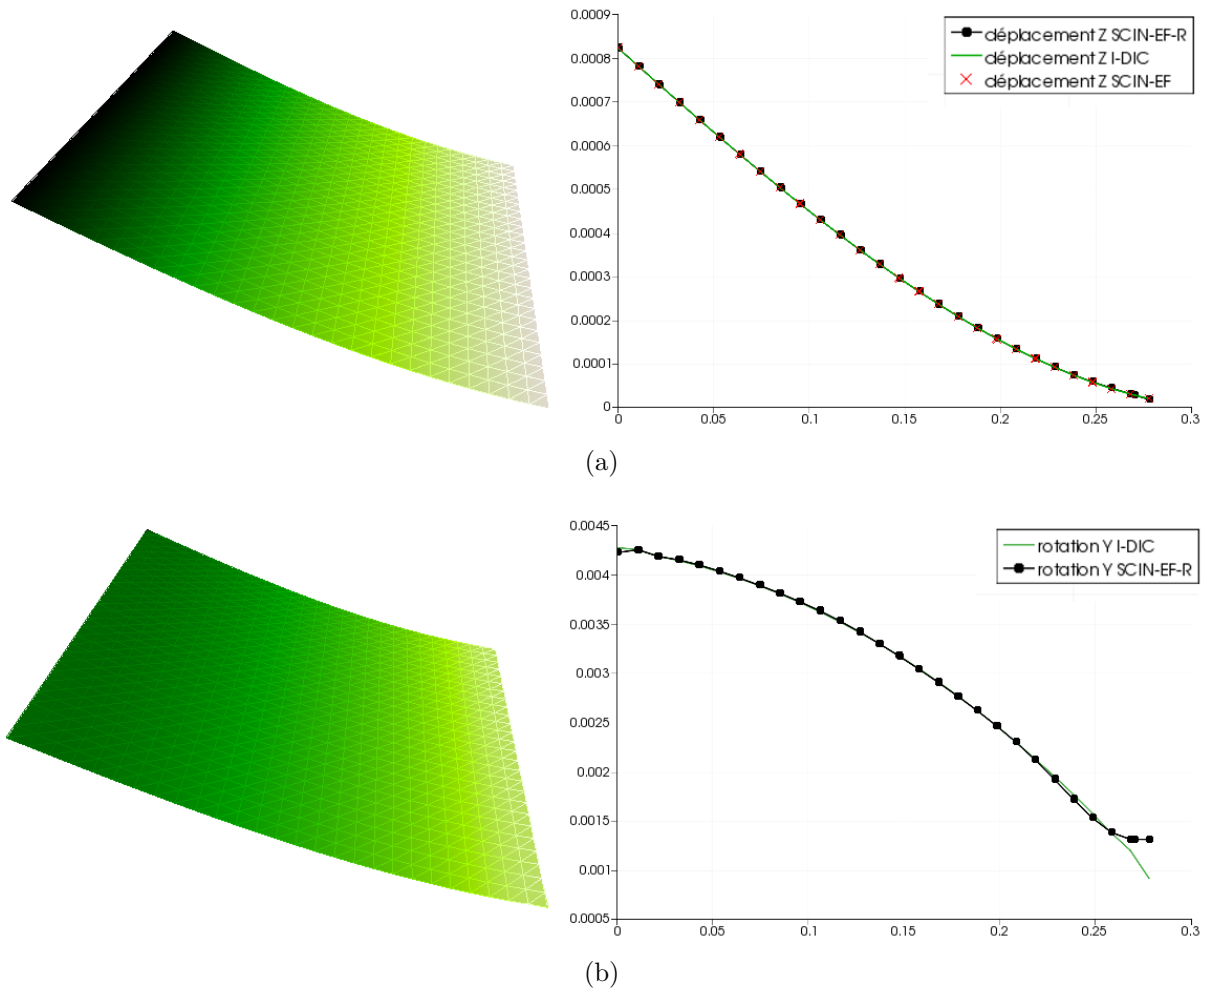 0.0009
0.0008
0.0007
0.0006
0.0005
0.0004
0.0003
0.0002
0.0001
0
0 0.05 0.1 0.15 0.2 0.25 0.3
déplacement Z SCIN-EF-R
déplacement Z I-DIC
déplacement Z SCIN-EF
(a)
0.0045
0.004
0.0035
0.003
0.0025
0.002
0.0015
0.001
0.0005
0 0.05 0.1 0.15 0.2 0.25 0.3
rotation Y I-DIC
rotation Y SCIN-EF-R
(b)